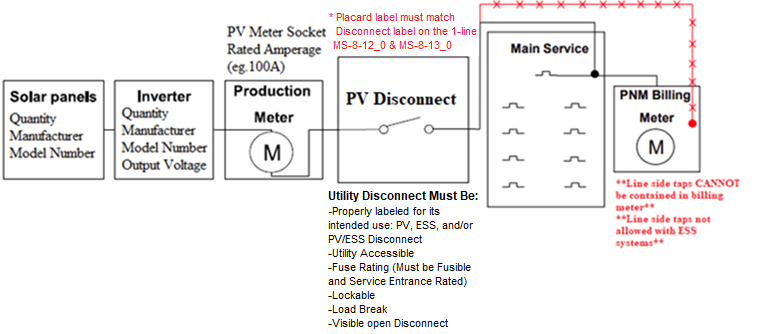 PV Meter Socket
Rated Amperage
(eg.100A)
* Placard label must match
Disconnect label on the 1-line
MS-8-12_0 & MS-8-13_0
Solar panels
Quantity
Manufacturer
Model Number
Inverter
Quantity
Manufacturer
Model Number
Output Voltage
Production
Meter
M
PV Disconnect
Main Service
PNM Billing
Meter
M
**Line side taps CANNOT
be contained in billing
meter**
**Line side taps not
allowed with ESS
systems**
Utility Disconnect Must Be:
-Properly labeled for its
intended use: PV, ESS, and/or
PV/ESS Disconnect
-Utility Accessible
-Fuse Rating (Must be Fusible
and Service Entrance Rated)
-Lockable
-Load Break
-Visible open Disconnect